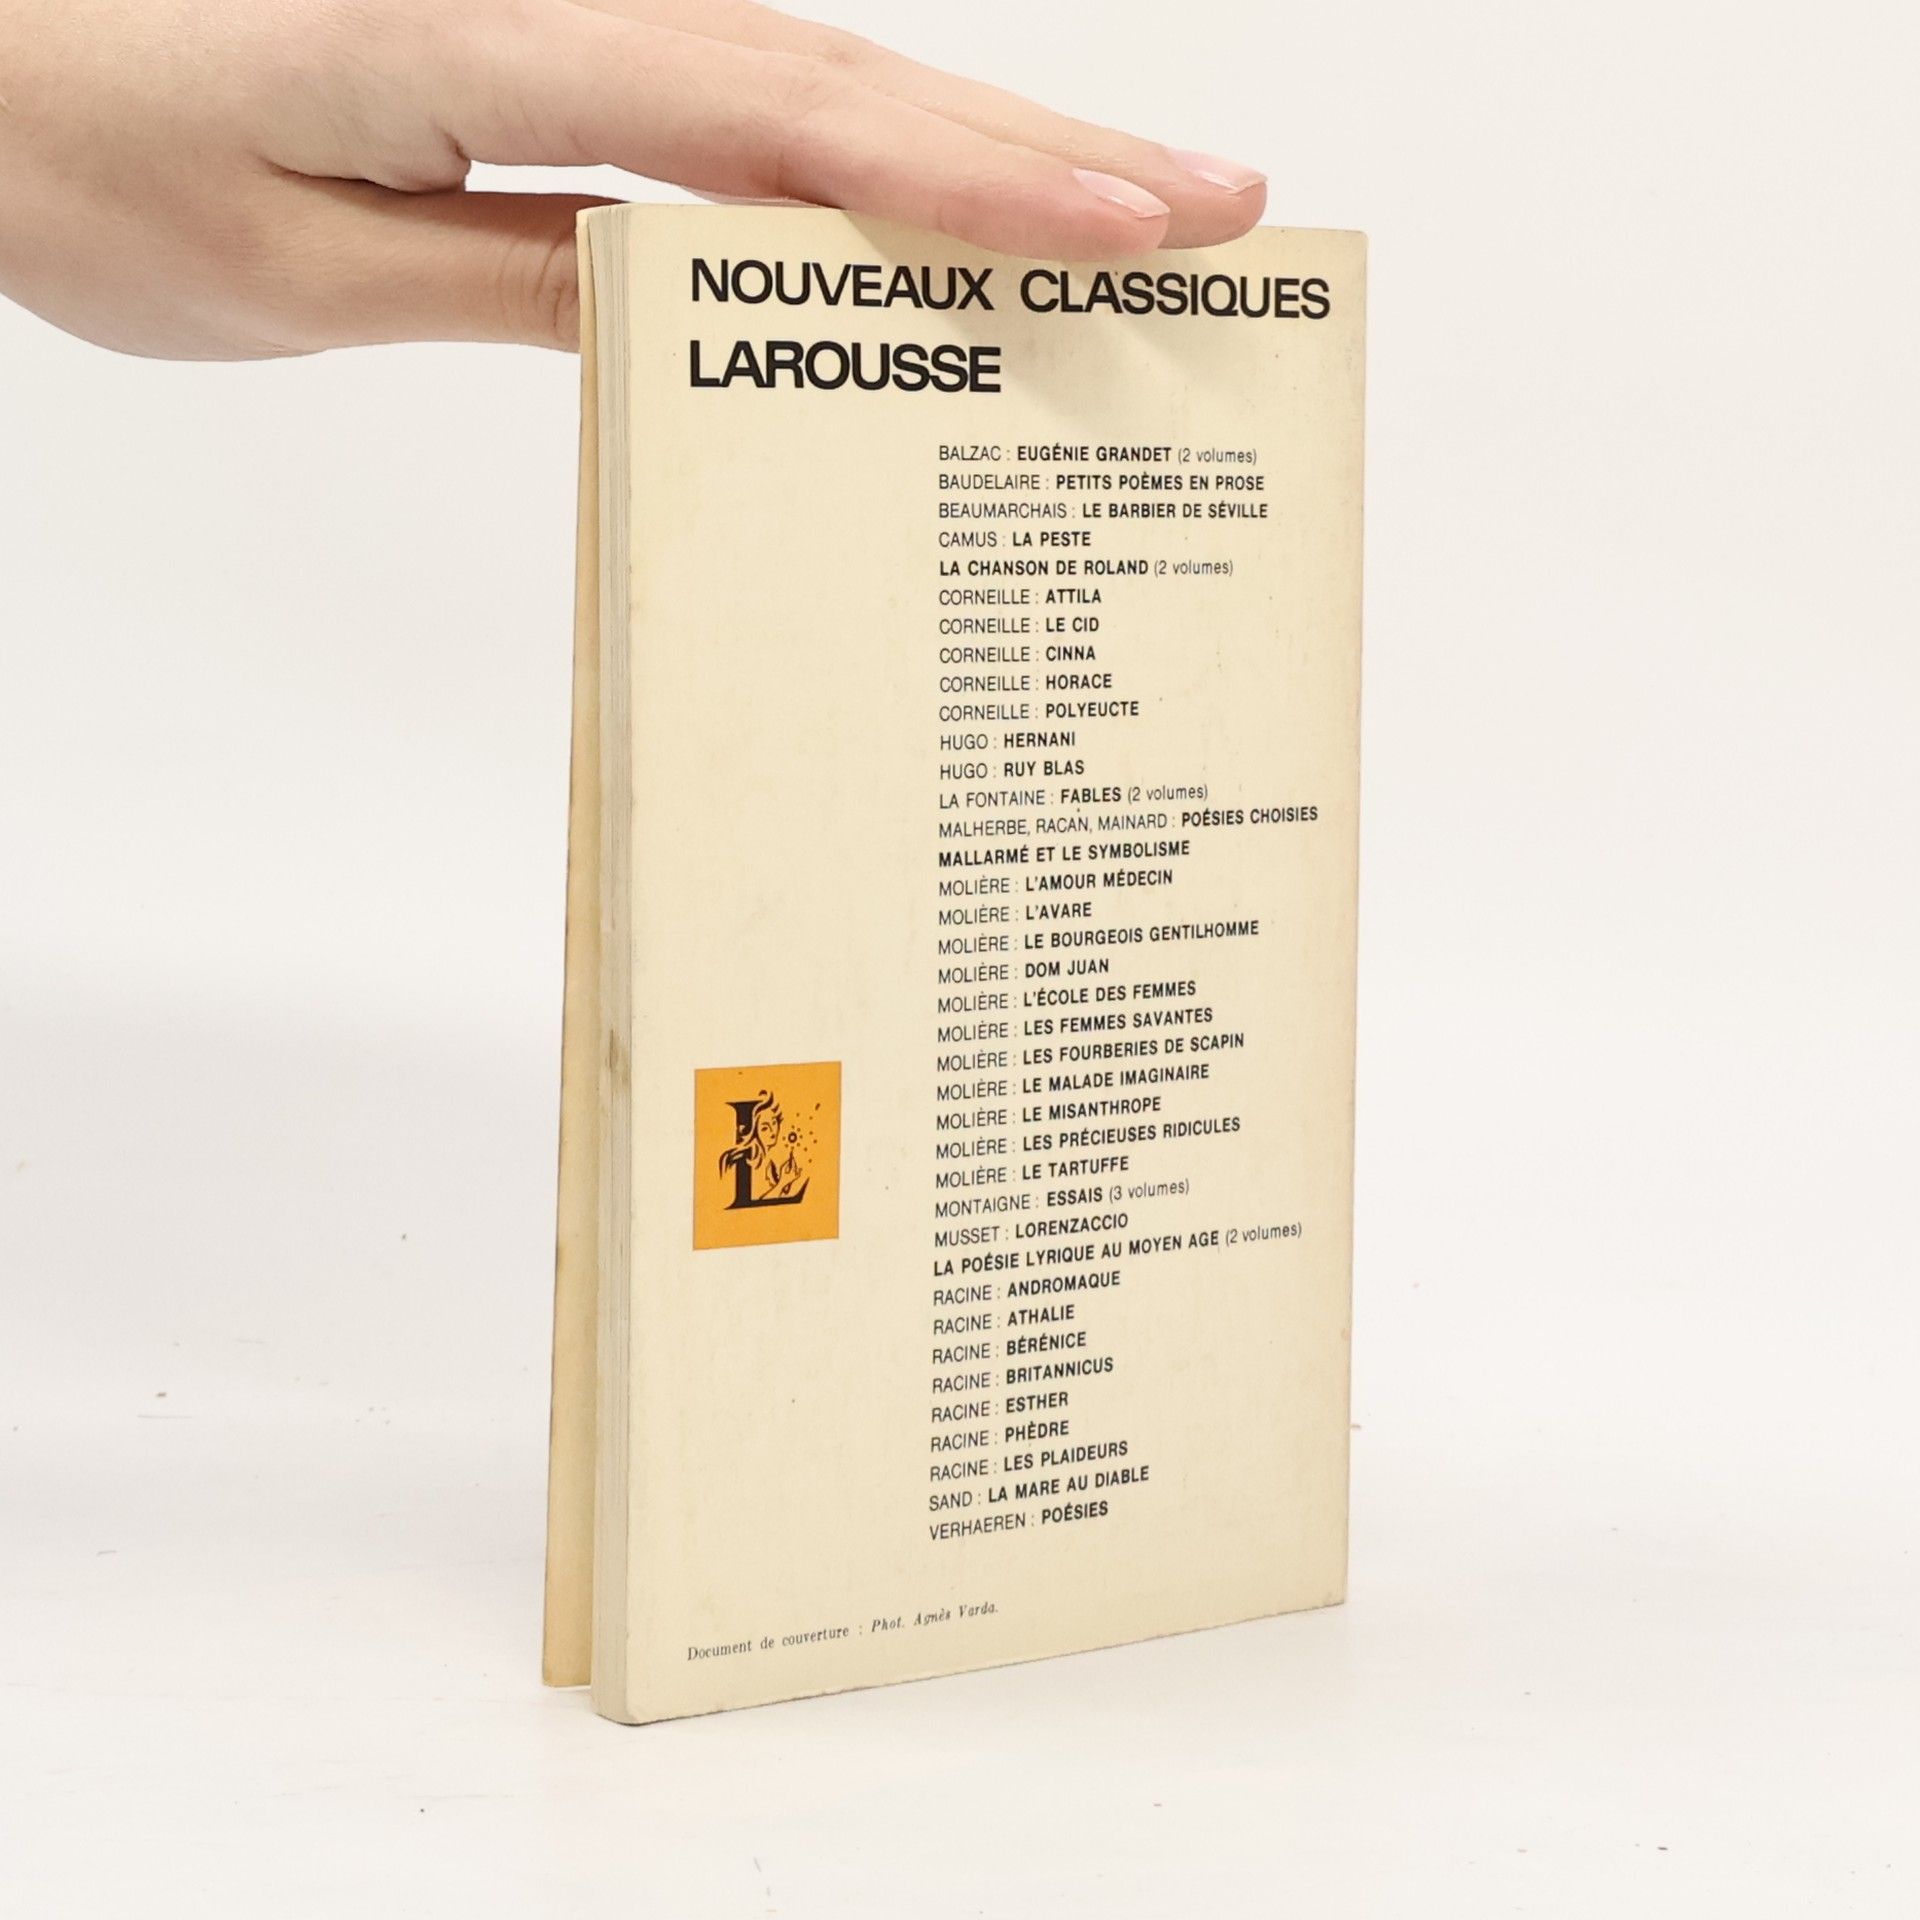 NOUVEAUX CLASSIQUES
LAROUSSE
BALZAC : EUGÉNIE GRANDET (2 volumes)
BAUDELAIRE : PETITS POÈMES EN PROSE
BEAUMARCHAIS : LE BARBIER DE SÉVILLE
CAMUS : LA PESTE
LA CHANSON DE ROLAND (2 volumes)
CORNEILLE : ATTILA
CORNEILLE : LE CID
CORNEILLE : CINNA
CORNEILLE : HORACE
CORNEILLE : POLYEUCTE
HUGO : HERNANI
HUGO : RUY BLAS
LA FONTAINE : FABLES (2 volumes)
MALHERBE, RACAN, MAINARD : POÉSIES CHOISIES
MALLARMÉ ET LE SYMBOLISME
MOLIÈRE : L'AMOUR MÉDECIN
MOLIÈRE : L'AVARE
MOLIÈRE : LE BOURGEOIS GENTILHOMME
MOLIÈRE : DOM JUAN
MOLIÈRE : L'ÉCOLE DES FEMMES
MOLIÈRE : LES FEMMES SAVANTES
MOLIÈRE : LES FOURBERIES DE SCAPIN
MOLIÈRE : LE MALADE IMAGINAIRE
MOLIÈRE : LE MISANTHROPE
MOLIÈRE : LES PRÉCIEUSES RIDICULES
MOLIÈRE : LE TARTUFFE
MONTAIGNE : ESSAIS (3 volumes)
MUSSET : LORENZACCIO
LA POÉSIE LYRIQUE AU MOYEN AGE (2 volumes)
RACINE : ANDROMAQUE
RACINE : ATHALIE
RACINE : BÉRÉNICE
RACINE : BRITANNICUS
RACINE : ESTHER
RACINE : PHÈDRE
RACINE : LES PLAIDEURS
SAND : LA MARE AU DIABLE
VERHAEREN : POÉSIES
L
Document de couverture : Phot. Agnès Varda.